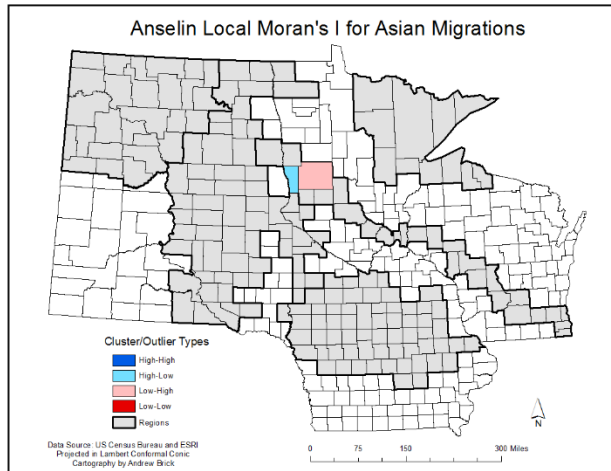 Anselin Local Moran's I for Asian Migrations
Cluster/Outlier Types
High-High
High-Low
Low-High
Low-Low
Regions
Data Source: US Census Bureau and ESRI
Projected in Lambert Conformal Conic
Cartography by Andrew Brick
0 75 150 300 Miles
N